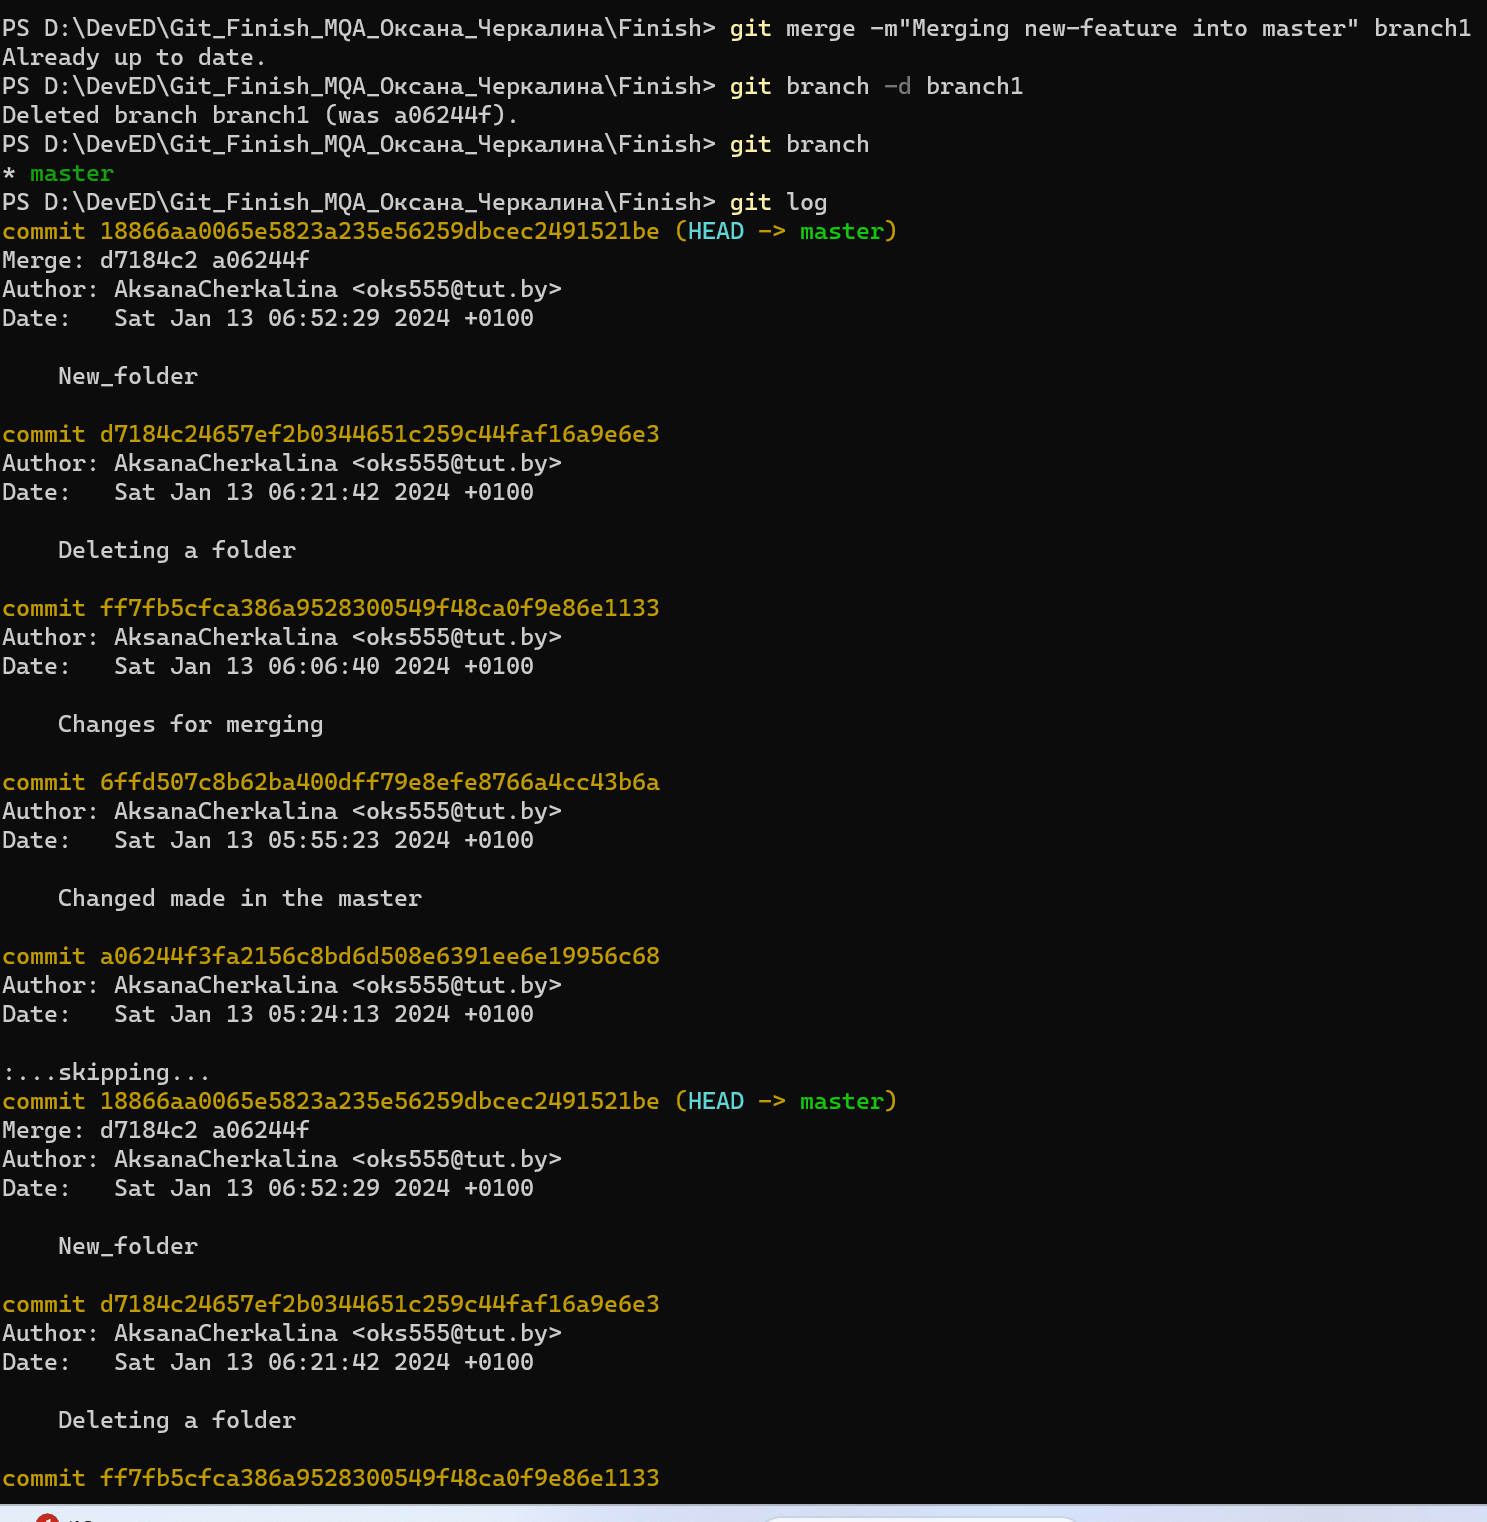 PS D:\DevED\Git_Finish_MQA_Оксана_Черкалина\Finish> git merge -m"Merging new-feature into master" branch1
Already up to date.
PS D:\DevED\Git_Finish_MQA_Оксана_Черкалина\Finish> git branch -d branch1
Deleted branch branch1 (was a06244f).
PS D:\DevED\Git_Finish_MQA_Оксана_Черкалина\Finish> git branch
* master
PS D:\DevED\Git_Finish_MQA_Оксана_Черкалина\Finish> git log
commit 18866aa0065e5823a235e56259dbcec2491521be (HEAD -> master)
Merge: d7184c2 a06244f
Author: AksanaCherkalina <oks555@tut.by>
Date:   Sat Jan 13 06:52:29 2024 +0100
    New_folder
commit d7184c24657ef2b0344651c259c44faf16a9e6e3
Author: AksanaCherkalina <oks555@tut.by>
Date:   Sat Jan 13 06:21:42 2024 +0100
    Deleting a folder
commit ff7fb5cfca386a9528300549f48ca0f9e86e1133
Author: AksanaCherkalina <oks555@tut.by>
Date:   Sat Jan 13 06:06:40 2024 +0100
    Changes for merging
commit 6ffd507c8b62ba400dff79e8efe8766a4cc43b6a
Author: AksanaCherkalina <oks555@tut.by>
Date:   Sat Jan 13 05:55:23 2024 +0100
    Changed made in the master
commit a06244f3fa2156c8bd6d508e6391ee6e19956c68
Author: AksanaCherkalina <oks555@tut.by>
Date:   Sat Jan 13 05:24:13 2024 +0100
:...skipping...
commit 18866aa0065e5823a235e56259dbcec2491521be (HEAD -> master)
Merge: d7184c2 a06244f
Author: AksanaCherkalina <oks555@tut.by>
Date:   Sat Jan 13 06:52:29 2024 +0100
    New_folder
commit d7184c24657ef2b0344651c259c44faf16a9e6e3
Author: AksanaCherkalina <oks555@tut.by>
Date:   Sat Jan 13 06:21:42 2024 +0100
    Deleting a folder
commit ff7fb5cfca386a9528300549f48ca0f9e86e1133